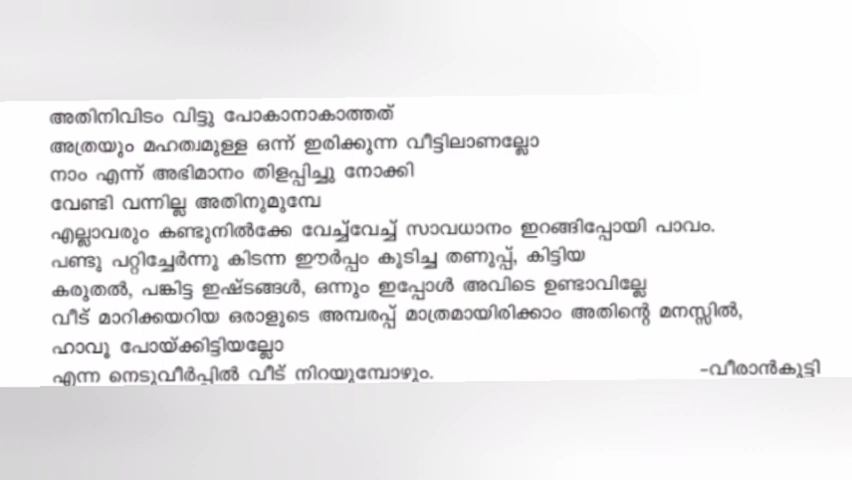 അതിനിവിടം വിട്ടു പോകാനാകാത്തത്
അത്രയും മഹത്വമുള്ള ഒന്ന് ഇരിക്കുന്ന വീട്ടിലാണല്ലോ
നാം എന്ന് അഭിമാനം തിളപ്പിച്ചു നോക്കി
വേണ്ടി വന്നില്ല അതിനുമുമ്പേ
എല്ലാവരും കണ്ടുനിൽക്കേ വേച്ച്‌വേച്ച് സാവധാനം ഇറങ്ങിപ്പോയി പാവം.
പണ്ടു പറ്റിച്ചേർന്നു കിടന്ന ഈർപ്പം കുടിച്ച തണുപ്പ്, കിട്ടിയ
കരുതൽ, പങ്കിട്ട ഇഷ്ടങ്ങൾ, ഒന്നും ഇപ്പോൾ അവിടെ ഉണ്ടാവില്ലേ
വീട് മാറിക്കയറിയ ഒരാളുടെ അമ്പരപ്പ് മാത്രമായിരിക്കാം അതിന്റെ മനസ്സിൽ,
ഹാവൂ പോയ്ക്കിട്ടിയല്ലോ
എന്ന നെടുവീർപ്പിൽ വീട് നിറയുമ്പോഴും. -വീരാൻകുട്ടി